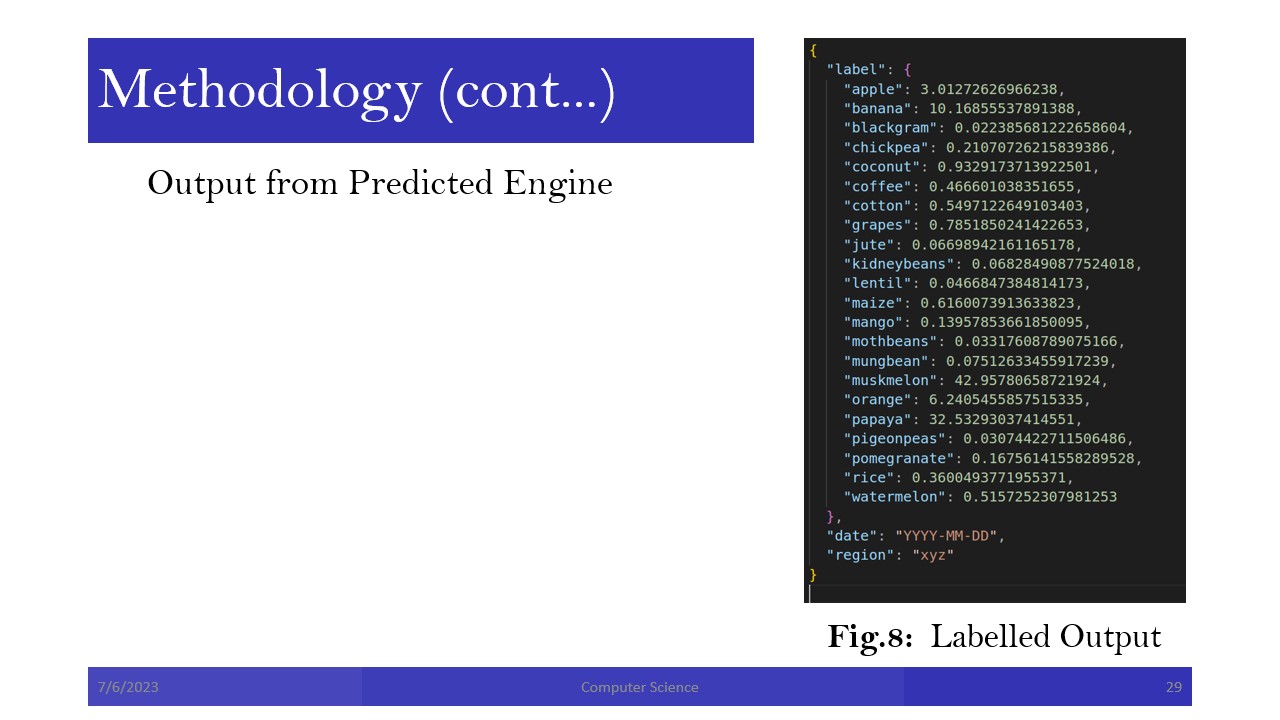 Methodology (cont...)
Output from Predicted Engine
{
"label": {
"apple": 3.01272626966238,
"banana": 10.16855537891388,
"blackgram": 0.022385681222658604,
"chickpea": 0.21070726215839386,
"coconut": 0.9329173713922501,
"coffee": 0.466601038351655,
"cotton": 0.5497122649103403,
"grapes": 0.7851850241422653,
"jute": 0.06698942161165178,
"kidneybeans": 0.06828490877524018,
"lentil": 0.0466847384814173,
"maize": 0.6160073913633823,
"mango": 0.13957853661850095,
"mothbeans": 0.03317608789075166,
"mungbean": 0.07512633455917239,
"muskmelon": 42.95780658721924,
"orange": 6.2405455857515335,
"papaya": 32.53293037414551,
"pigeonpeas": 0.03074422711506486,
"pomegranate": 0.16756141558289528,
"rice": 0.3600493771955371,
"watermelon": 0.5157252307981253
},
"date": "YYYY-MM-DD",
"region": "xyz"
}
Fig.8: Labelled Output
7/6/2023
Computer Science
29